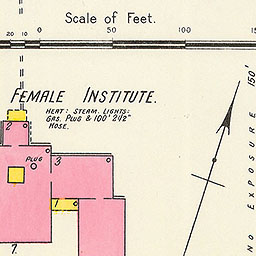 Scale of Feet.
20 10 0 50 100
FEMALE INSTITUTE.
HEAT: STEAM. LIGHTS:
GAS. PLUG & 100' 2½"
HOSE.
2
PLUG
3
1
7.
150'
NO EXPOSURE